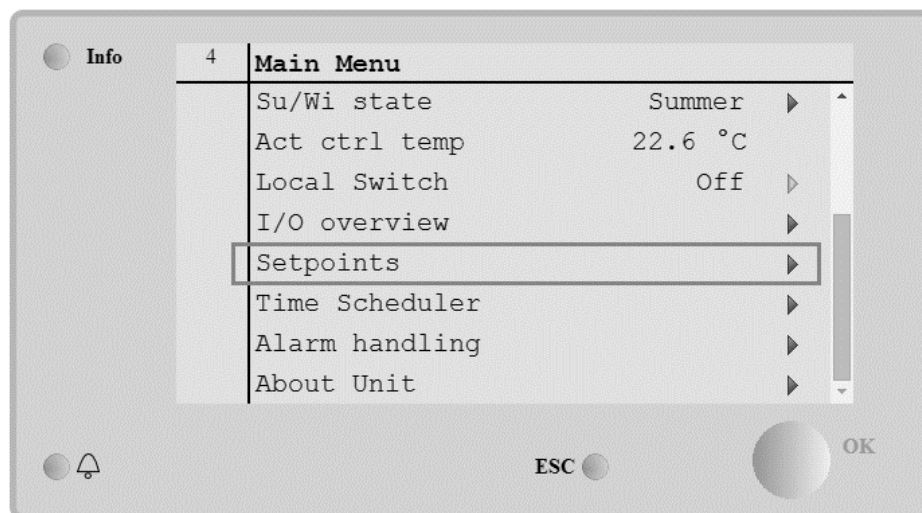 Info
4 Main Menu
Su/Wi state Summer
Act ctrl temp 22.6 °C
Local Switch Off
I/O overview
Setpoints
Time Scheduler
Alarm handling
About Unit
ESC
OK